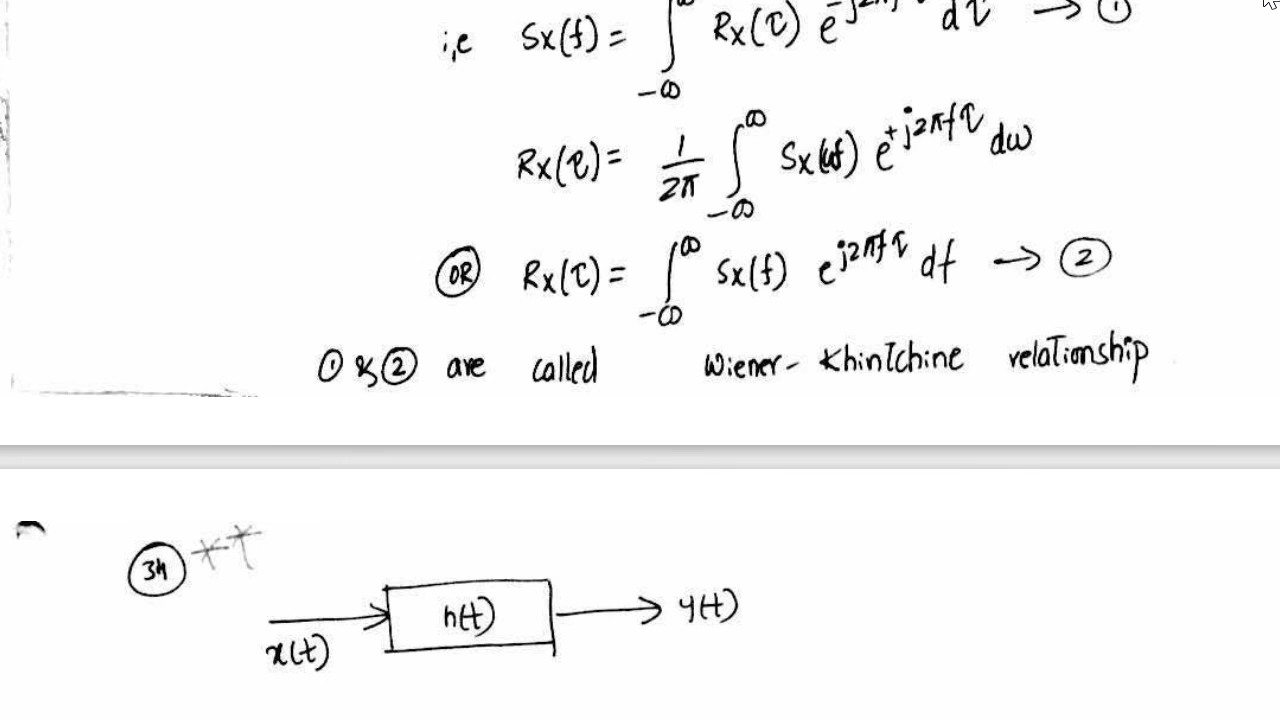 i,e Sx(f) = ∫_{-∞}^{∞} Rx(τ) e^{-j2πfτ} dτ → ①
Rx(τ) = 1/2π ∫_{-∞}^{∞} Sx(f) e^{+j2πfτ} dω
OR Rx(τ) = ∫_{-∞}^{∞} Sx(f) e^{j2πfτ} df → ②
① & ② are called Wiener- Khintchine relationship
34 **
h(t) y(t)
x(t)